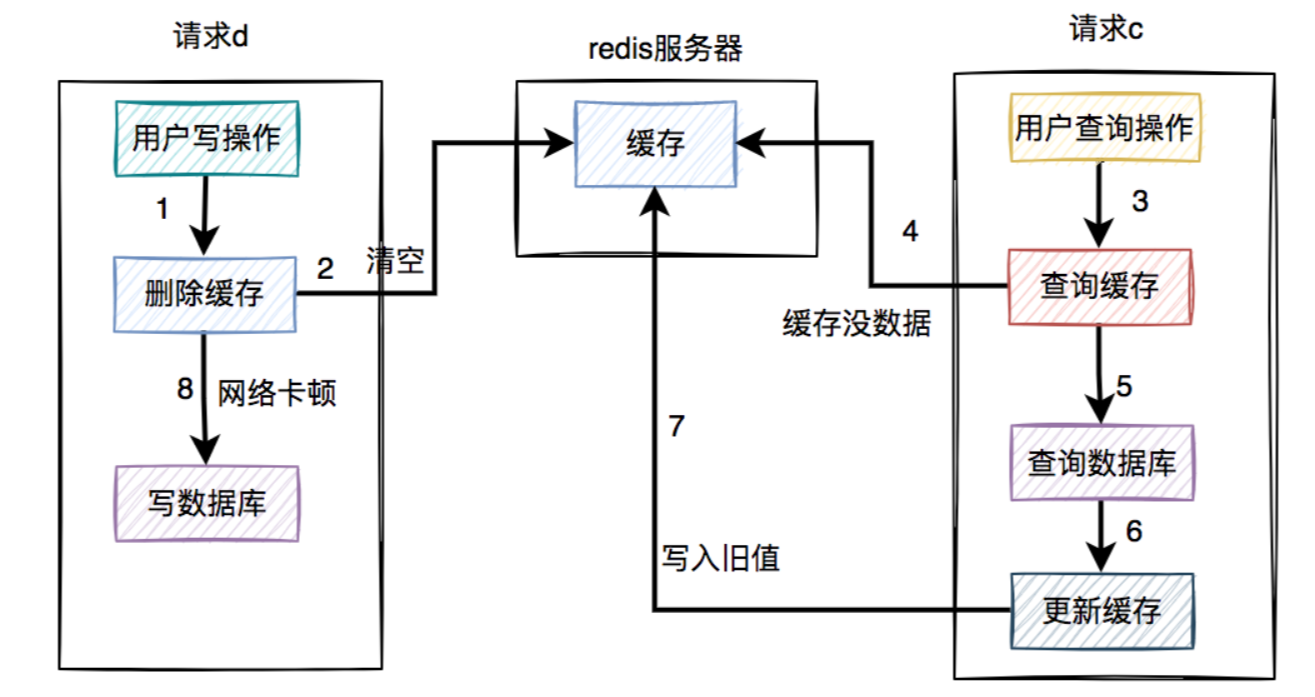 请求d
redis服务器
请求c
用户写操作
缓存
用户查询操作
1
3
4
2
清空
删除缓存
查询缓存
缓存没数据
8
网络卡顿
5
7
写数据库
查询数据库
6
写入旧值
更新缓存